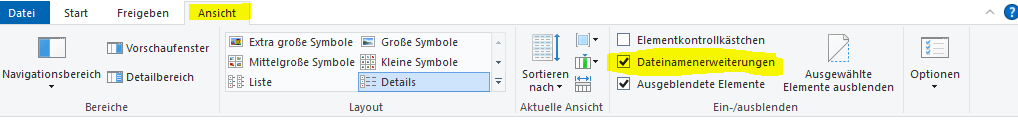 Datei Start Freigeben Ansicht
Navigationsbereich
Vorschaufenster
Detailbereich
Bereiche
Extra große Symbole Große Symbole
Mittelgroße Symbole Kleine Symbole
Liste Details
Layout
Sortieren
nach
Aktuelle Ansicht
Elementkontrollkästchen
Dateinamenerweiterungen
Ausgeblendete Elemente
Ausgewählte
Elemente ausblenden
Ein-/ausblenden
Optionen